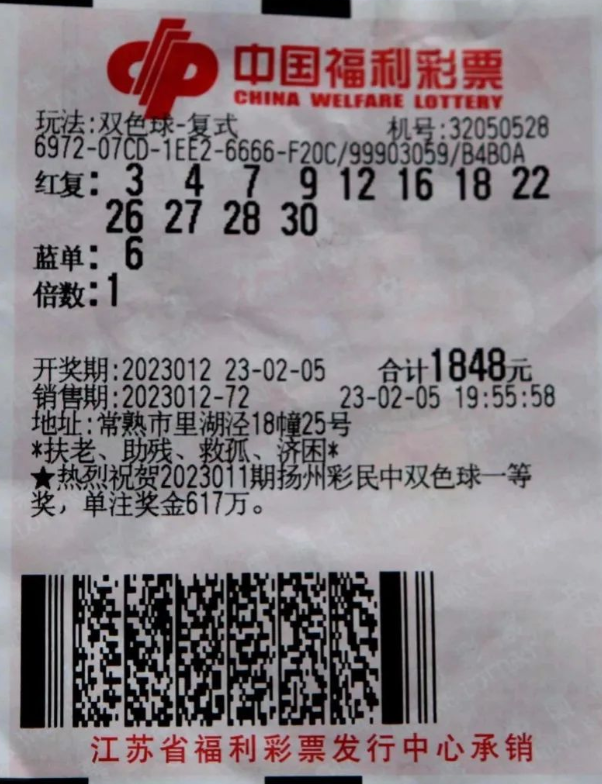 中国福利彩票
CHINA WELFARE LOTTERY
玩法:双色球-复式 机号:32050528
6972-07CD-1EE2-6666-F20C/99903059/B4B0A
红复: 3 4 7 9 12 16 18 22
26 27 28 30
蓝单: 6
倍数:1
开奖期:2023012 23-02-05 合计1848元
销售期:2023012-72 23-02-05 19:55:58
地址:常熟市里湖泾18幢25号
*扶老、助残、救孤、济困*
★热烈祝贺2023011期扬州彩民中双色球一等
奖，单注奖金617万。
江苏省福利彩票发行中心承销